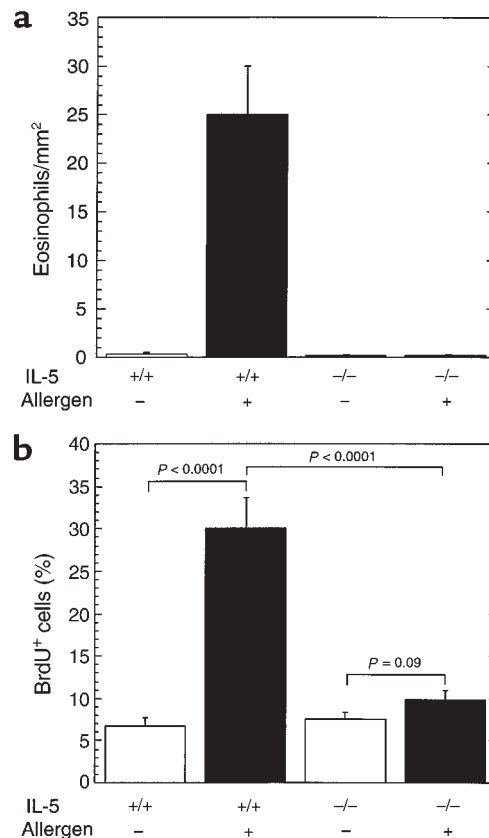 a
Eosinophils/mm²
35
30
25
20
15
10
5
0
IL-5 +/+ +/+ –/– –/–
Allergen – + – +
b
BrdU⁺ cells (%)
40
35
30
25
20
15
10
5
0
P < 0.0001
P < 0.0001
P = 0.09
IL-5 +/+ +/+ –/– –/–
Allergen – + – +